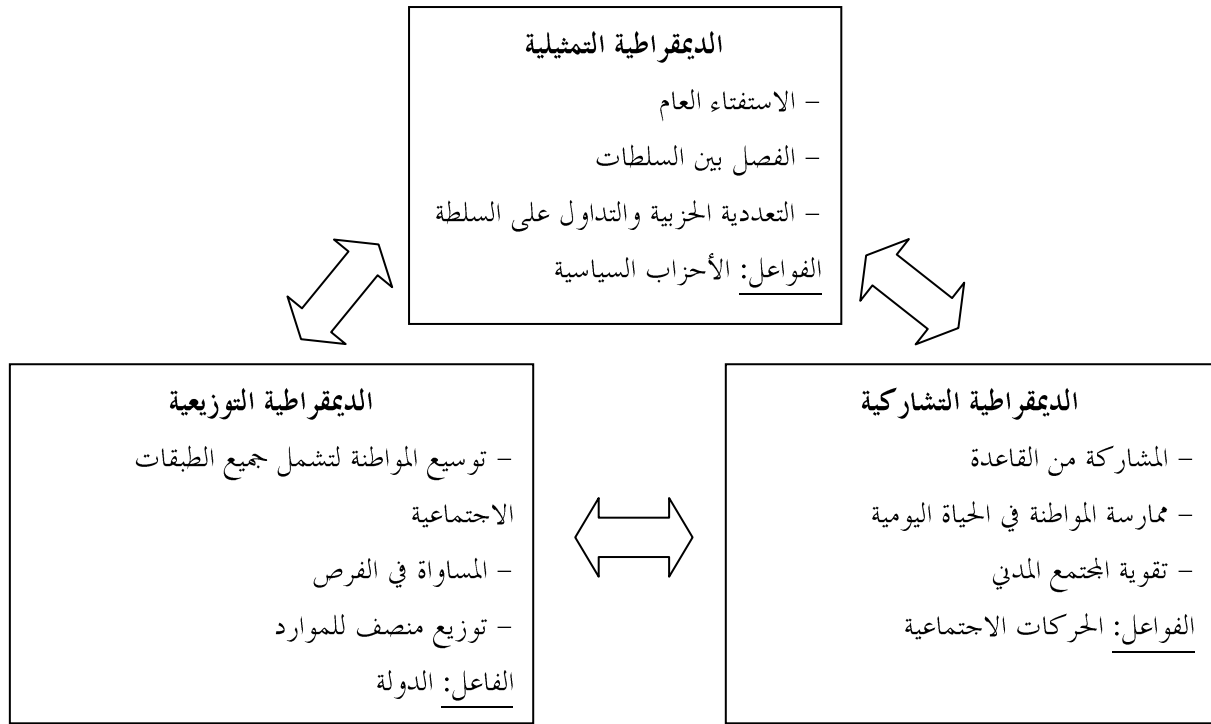 الديمقراطية التمثيلية
– الاستفتاء العام
– الفصل بين السلطات
– التعددية الحزبية والتداول على السلطة
الفواعل: الأحزاب السياسية
الديمقراطية التشاركية
– المشاركة من القاعدة
– ممارسة المواطنة في الحياة اليومية
– تقوية المجتمع المدني
الفواعل: الحركات الاجتماعية
الديمقراطية التوزيعية
– توسيع المواطنة لتشمل جميع الطبقات
الاجتماعية
– المساواة في الفرص
– توزيع منصف للموارد
الفاعل: الدولة